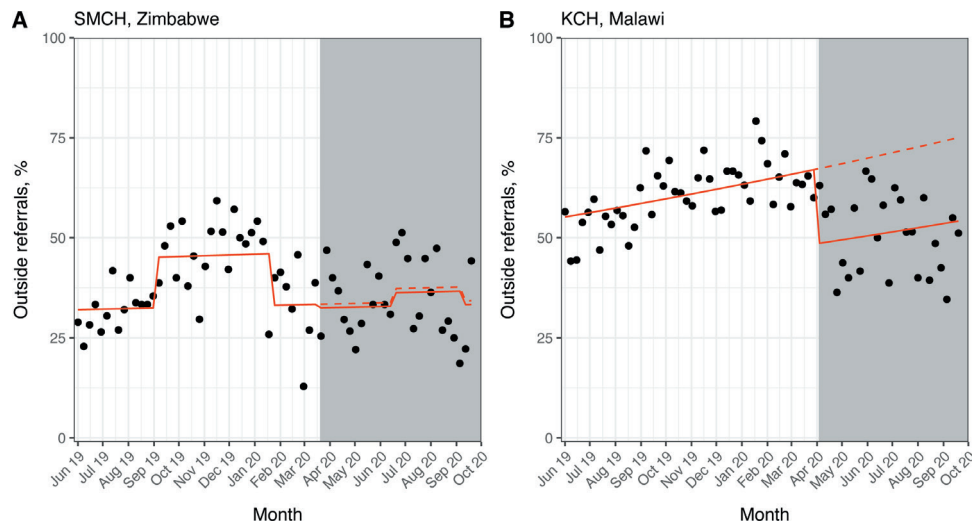 A SMCH, Zimbabwe
100
75
50
25
0
Outside referrals, %
Jun 19 Jul 19 Aug 19 Sep 19 Oct 19 Nov 19 Dec 19 Jan 20 Feb 20 Mar 20 Apr 20 May 20 Jun 20 Jul 20 Aug 20 Sep 20 Oct 20
Month
B KCH, Malawi
100
75
50
25
0
Outside referrals, %
Jun 19 Jul 19 Aug 19 Sep 19 Oct 19 Nov 19 Dec 19 Jan 20 Feb 20 Mar 20 Apr 20 May 20 Jun 20 Jul 20 Aug 20 Sep 20 Oct 20
Month